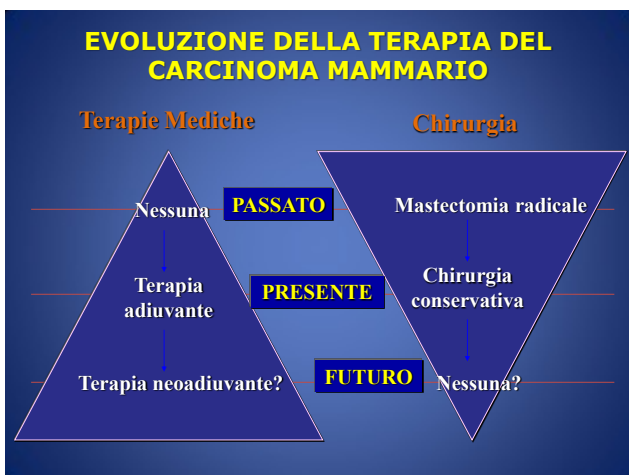 EVOLUZIONE DELLA TERAPIA DEL
CARCINOMA MAMMARIO
Terapie Mediche
Chirurgia
Nessuna
PASSATO
Mastectomia radicale
Terapia
adiuvante
PRESENTE
Chirurgia
conservativa
Terapia neoadiuvante?
FUTURO
Nessuna?